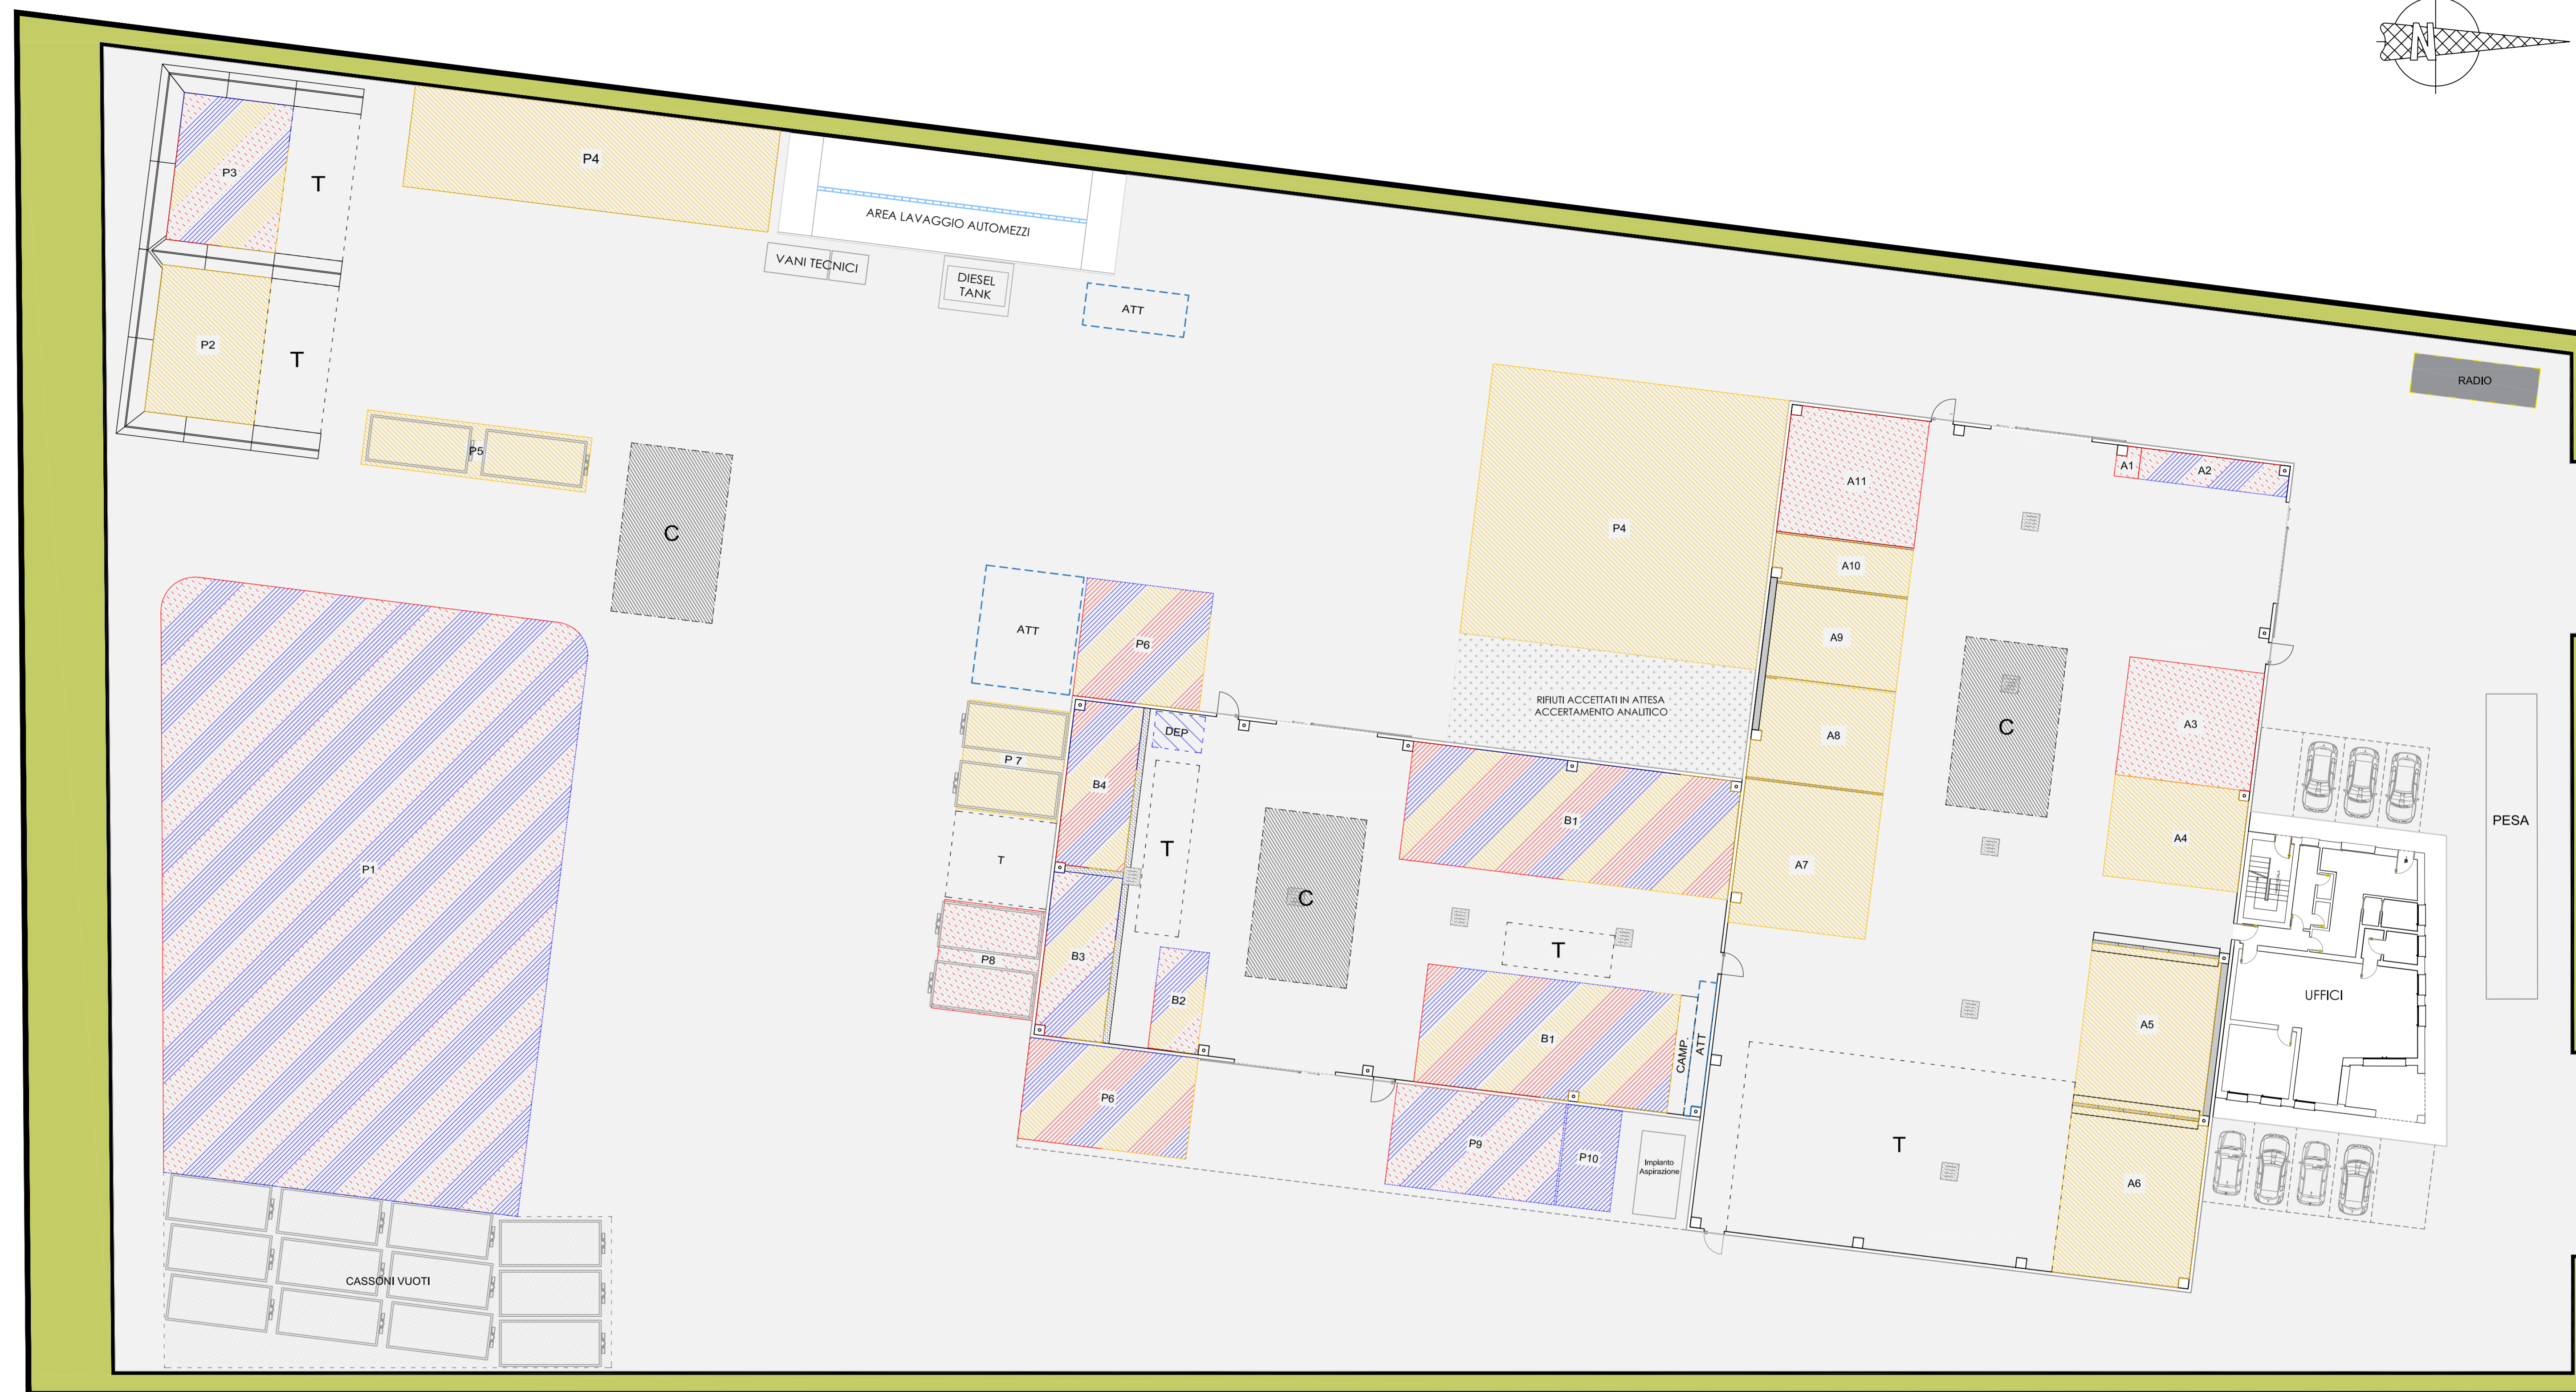 N
P4
P3
T
AREA LAVAGGIO AUTOMEZZI
VANI TECNICI
DIESEL
TANK
ATT
P2
T
RADIO
P5
C
A11
A1
A2
P4
A10
ATT
P6
A9
RIFIUTI ACCETTATI IN ATTESA
ACCERTAMENTO ANALITICO
C
A3
A8
DEP
P 7
B4
B1
PESA
A4
T
A7
P1
T
C
B3
P8
B2
T
UFFICI
A5
B1
CAMP.
ATT
P6
P9
P10
Impianto
Aspirazione
T
A6
CASSONI VUOTI